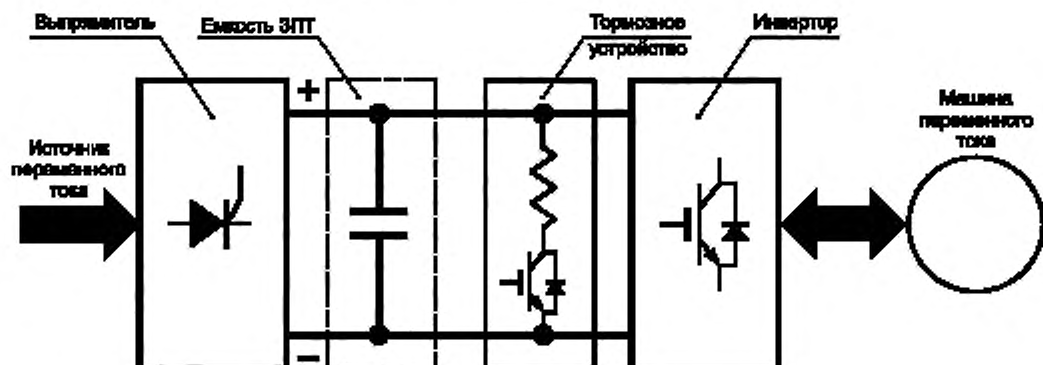 Выпрямитель
Емкость ЗПТ
Тормозное
устройство
Инвертор
Источник
переменного
тока
Машина
переменного
тока
+
−